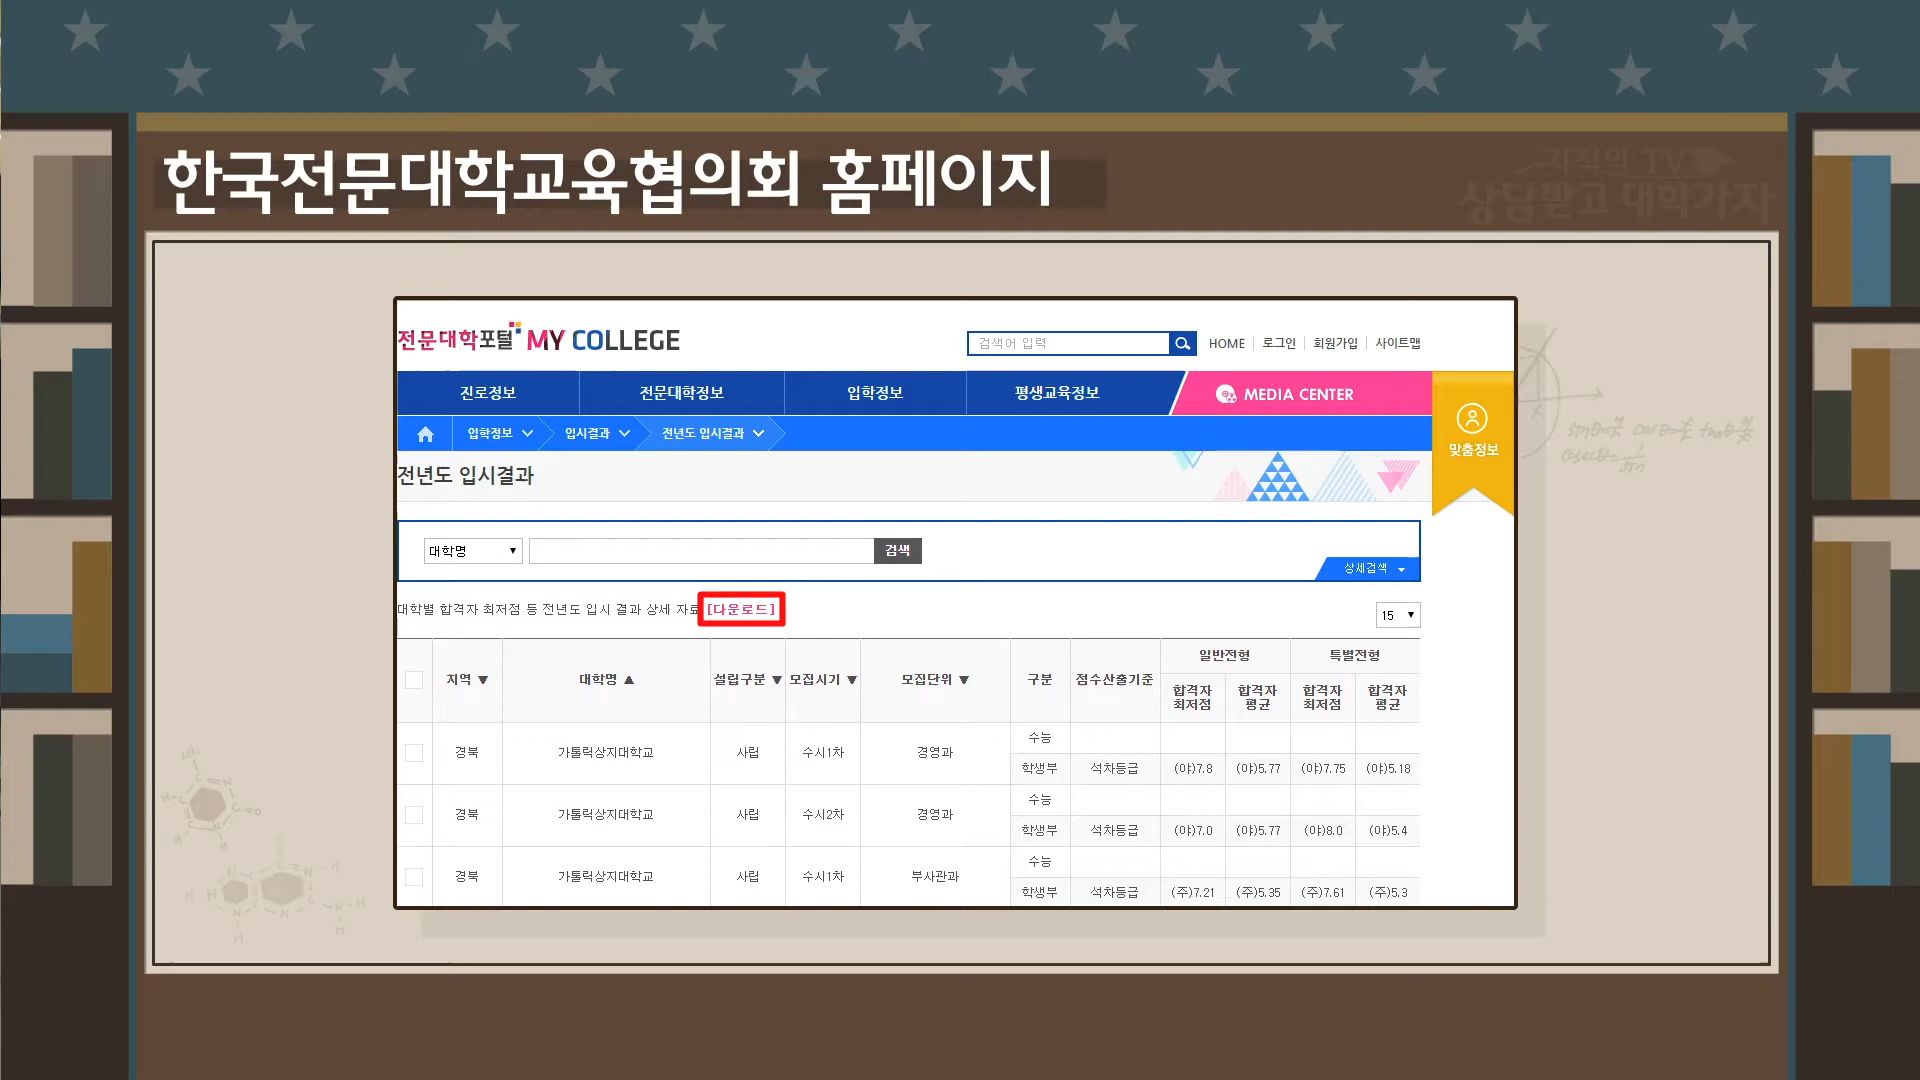 한국전문대학교육협의회 홈페이지
기적의 TV
상담받고 대학가자
전문대학포털 MY COLLEGE
검색어 입력
HOME 로그인 회원가입 사이트맵
진로정보 전문대학정보 입학정보 평생교육정보 MEDIA CENTER
맞춤정보
입학정보 입시결과 전년도 입시결과
전년도 입시결과
대학명 ▼ 검색
상세검색
대학별 합격자 최저점 등 전년도 입시 결과 상세 자료 [다운로드]
15 ▼
지역 ▼ 대학명 ▲ 설립구분 ▼ 모집시기 ▼ 모집단위 ▼ 구분 점수산출기준 일반전형 특별전형
합격자 최저점 합격자 평균 합격자 최저점 합격자 평균
경북 가톨릭상지대학교 사립 수시1차 경영과 수능
학생부 석차등급 (야)7.8 (야)5.77 (야)7.75 (야)5.18
경북 가톨릭상지대학교 사립 수시2차 경영과 수능
학생부 석차등급 (야)7.0 (야)5.77 (야)8.0 (야)5.4
경북 가톨릭상지대학교 사립 수시1차 부사관과 수능
학생부 석차등급 (주)7.21 (주)5.35 (주)7.61 (주)5.3